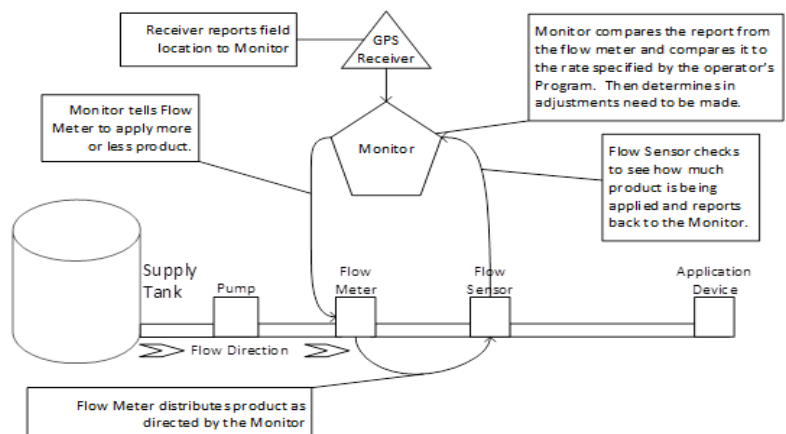 Receiver reports field
location to Monitor
GPS
Receiver
Monitor compares the report from
the flow meter and compares it to
the rate specified by the operator's
Program. Then determines in
adjustments need to be made.
Monitor tells Flow
Meter to apply more
or less product.
Monitor
Flow Sensor checks
to see how much
product is being
applied and reports
back to the Monitor.
Supply
Tank
Pump
Flow
Meter
Flow
Sensor
Application
Device
Flow Direction
Flow Meter distributes product as
directed by the Monitor